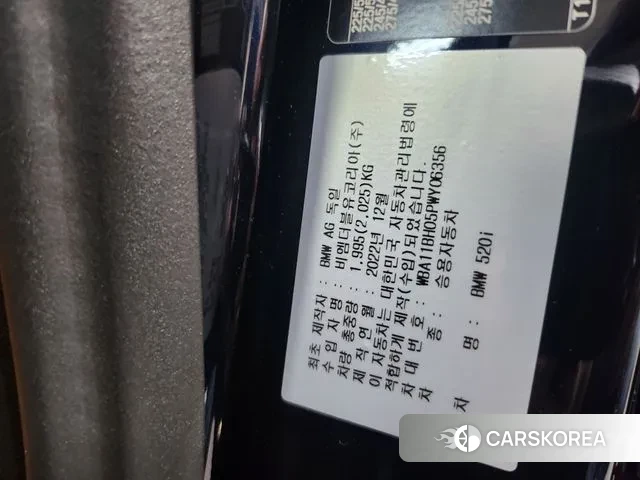 최초 제작자 : BMW AG 독일
수 입 자 명 : 비엠더블유코리아(주)
차량 총중량 : 1,995(2,025)KG
제 작 연 월 : 2022년 12월
이 자동차는 대한민국 자동차관리법령에
적합하게 제작(수입)되었습니다.
차 대 번 호 : WBA11BH05PWY06356
차 종 : 승용자동차
차 명 : BMW 520i
CARSKOREA